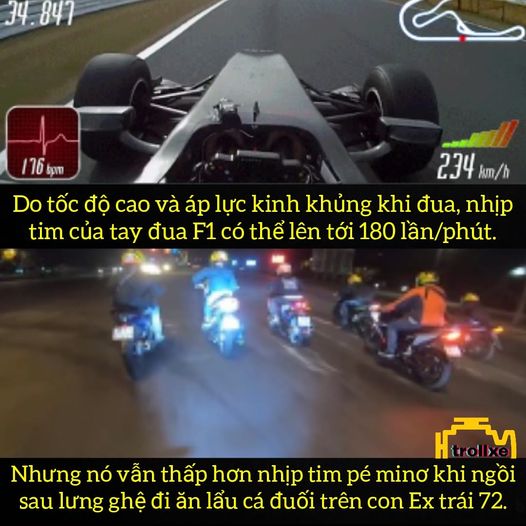 34.847
176 bpm
234 km/h
Do tốc độ cao và áp lực kinh khủng khi đua, nhịp
tim của tay đua F1 có thể lên tới 180 lần/phút.
trollxe
Nhưng nó vẫn thấp hơn nhịp tim pé minơ khi ngồi
sau lưng ghệ đi ăn lẩu cá đuối trên con Ex trái 72.